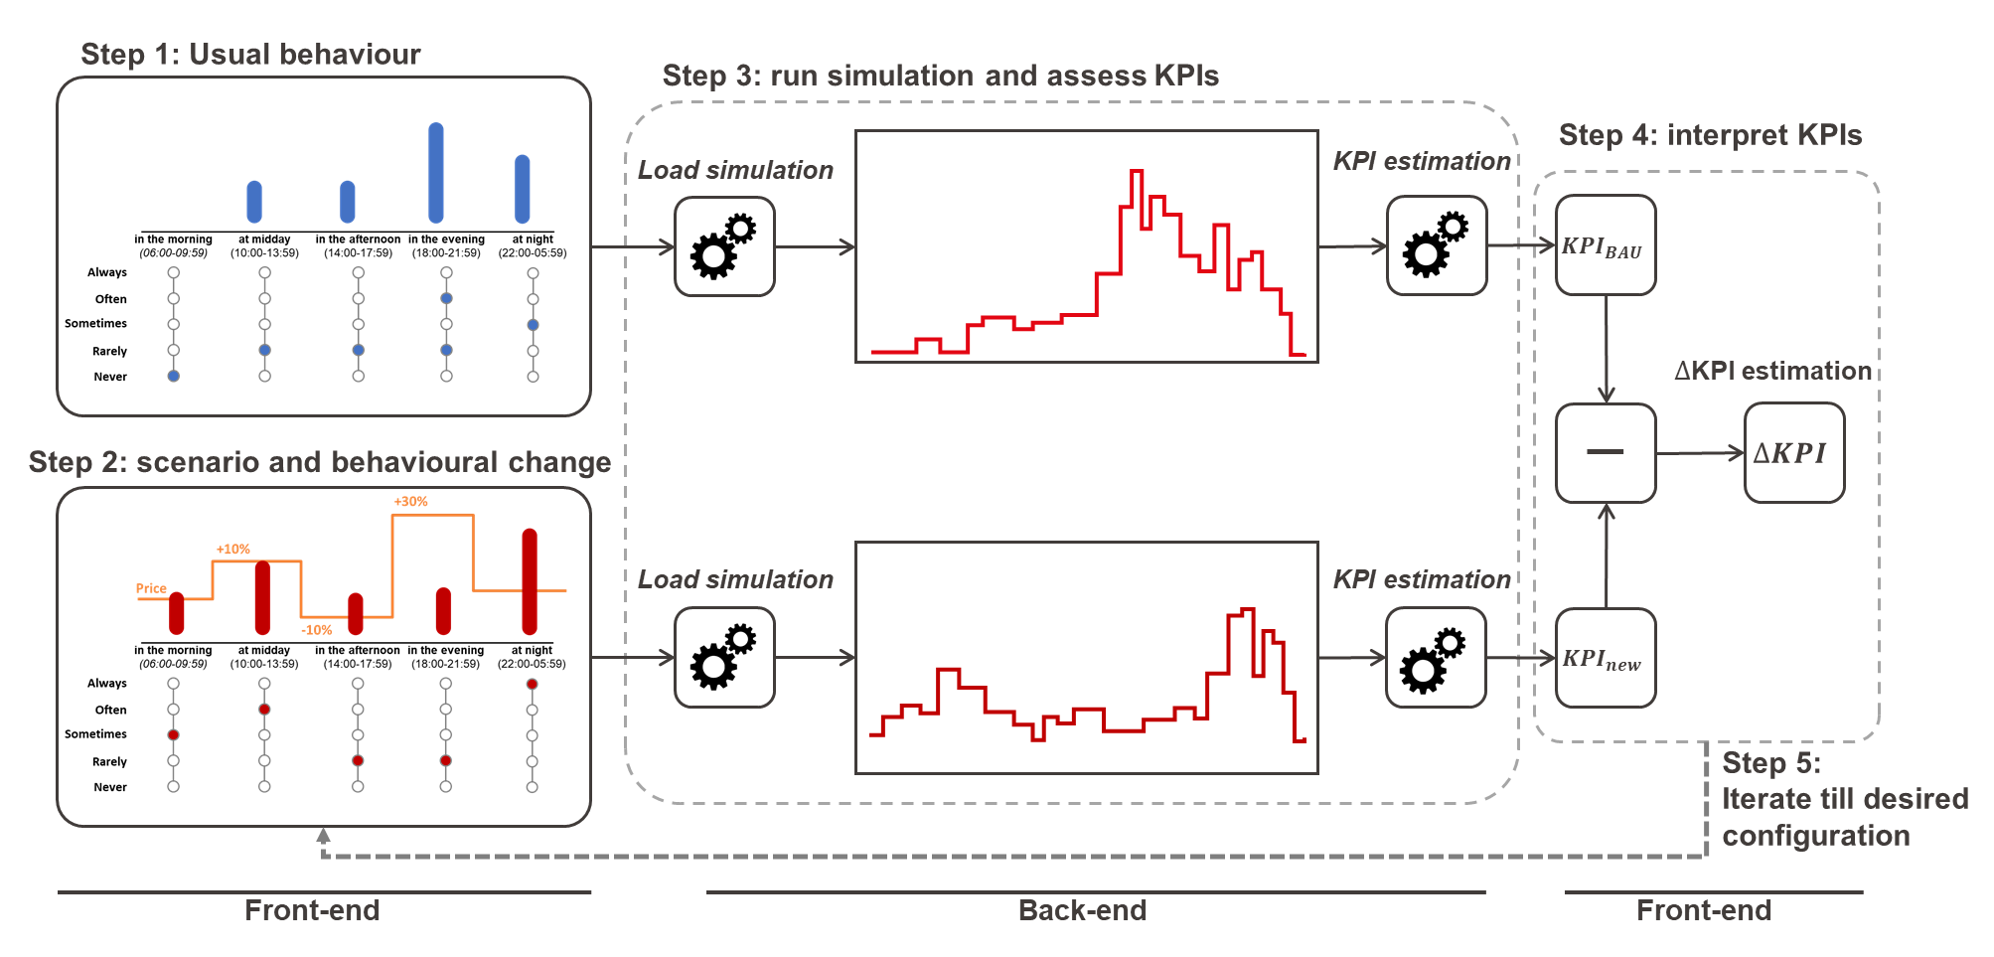 Step 1: Usual behaviour
in the morning at midday in the afternoon in the evening at night
(06:00-09:59) (10:00-13:59) (14:00-17:59) (18:00-21:59) (22:00-05:59)
Always
Often
Sometimes
Rarely
Never
Step 2: scenario and behavioural change
+30%
+10%
Price
-10%
in the morning at midday in the afternoon in the evening at night
(06:00-09:59) (10:00-13:59) (14:00-17:59) (18:00-21:59) (22:00-05:59)
Always
Often
Sometimes
Rarely
Never
Step 3: run simulation and assess KPIs
Load simulation
KPI estimation
Load simulation
KPI estimation
Step 4: interpret KPIs
KPI_BAU
ΔKPI estimation
—
ΔKPI
KPI_new
Step 5:
Iterate till desired
configuration
Front-end
Back-end
Front-end